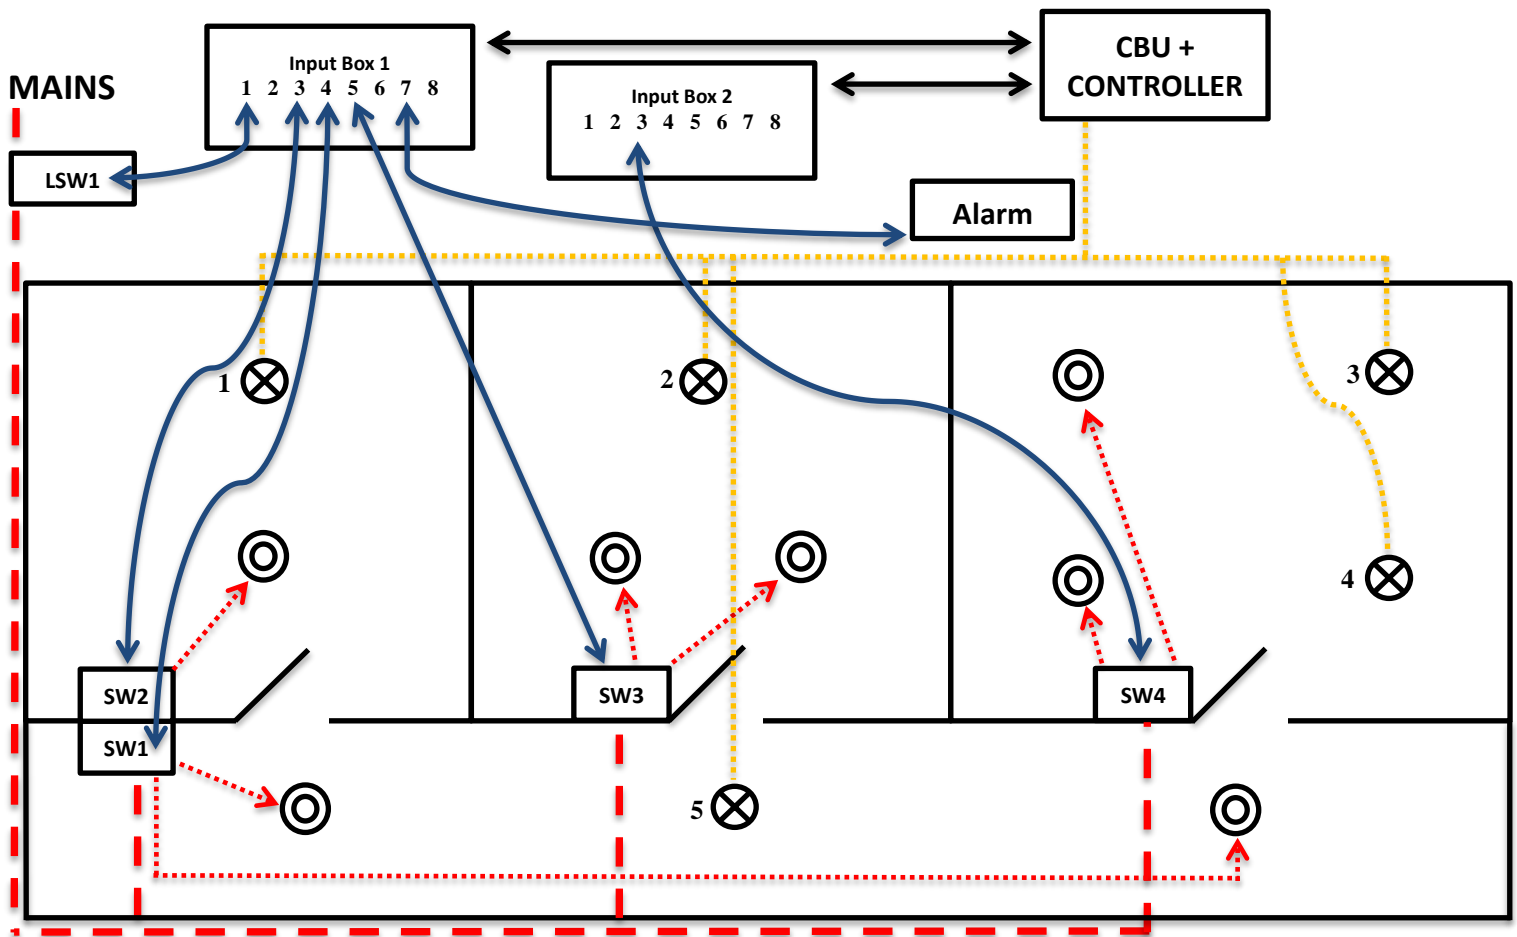 CBU +
CONTROLLER
Input Box 1
1 2 3 4 5 6 7 8
MAINS
Input Box 2
1 2 3 4 5 6 7 8
LSW1
Alarm
1
2
3
4
SW2
SW3
SW4
SW1
5